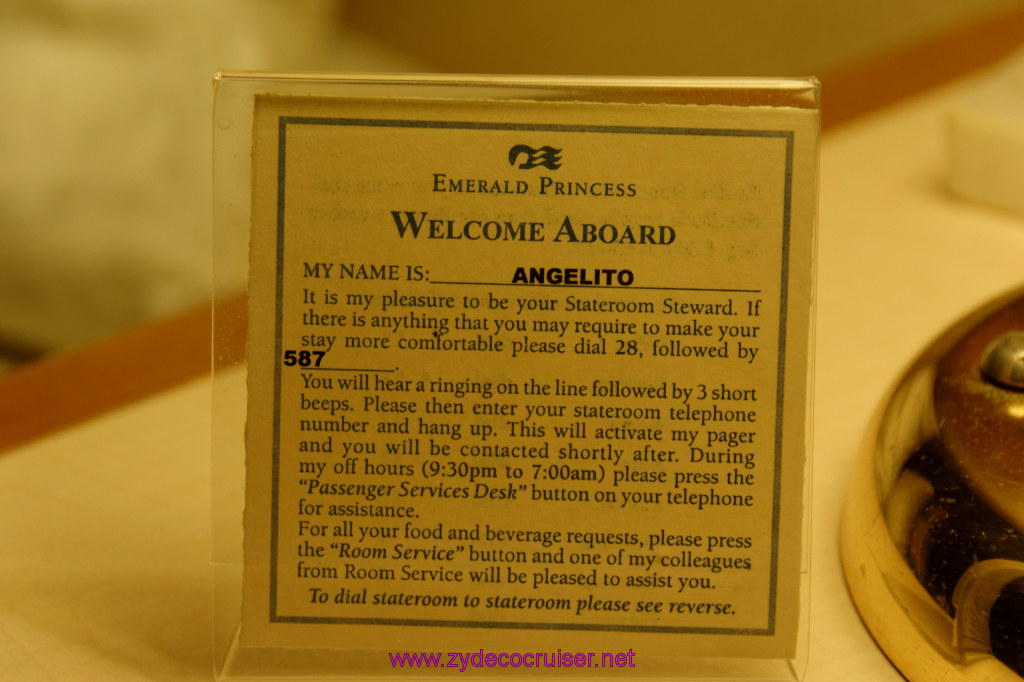 EMERALD PRINCESS
WELCOME ABOARD
MY NAME IS: ANGELITO
It is my pleasure to be your Stateroom Steward. If
there is anything that you may require to make your
stay more comfortable please dial 28, followed by
587.
You will hear a ringing on the line followed by 3 short
beeps. Please then enter your stateroom telephone
number and hang up. This will activate my pager
and you will be contacted shortly after. During
my off hours (9:30pm to 7:00am) please press the
"Passenger Services Desk" button on your telephone
for assistance.
For all your food and beverage requests, please press
the "Room Service" button and one of my colleagues
from Room Service will be pleased to assist you.
To dial stateroom to stateroom please see reverse.
www.zydecocruiser.net